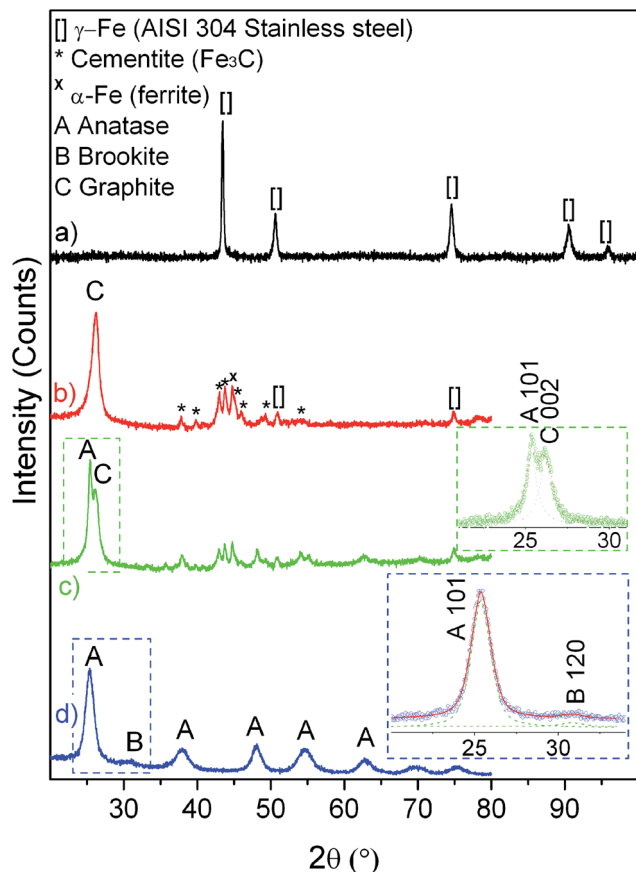 [] γ–Fe (AISI 304 Stainless steel)
* Cementite (Fe₃C)
x α-Fe (ferrite)
A Anatase
B Brookite
C Graphite
[]
[]
[]
[]
[]
a)
C
b)
* * * * x * * * [] * []
A 101
C 002
A
C
25 30
c)
A 101
B 120
25 30
A
B
A
A
A
A
d)
30 40 50 60 70 80 90
2θ (°)
Intensity (Counts)